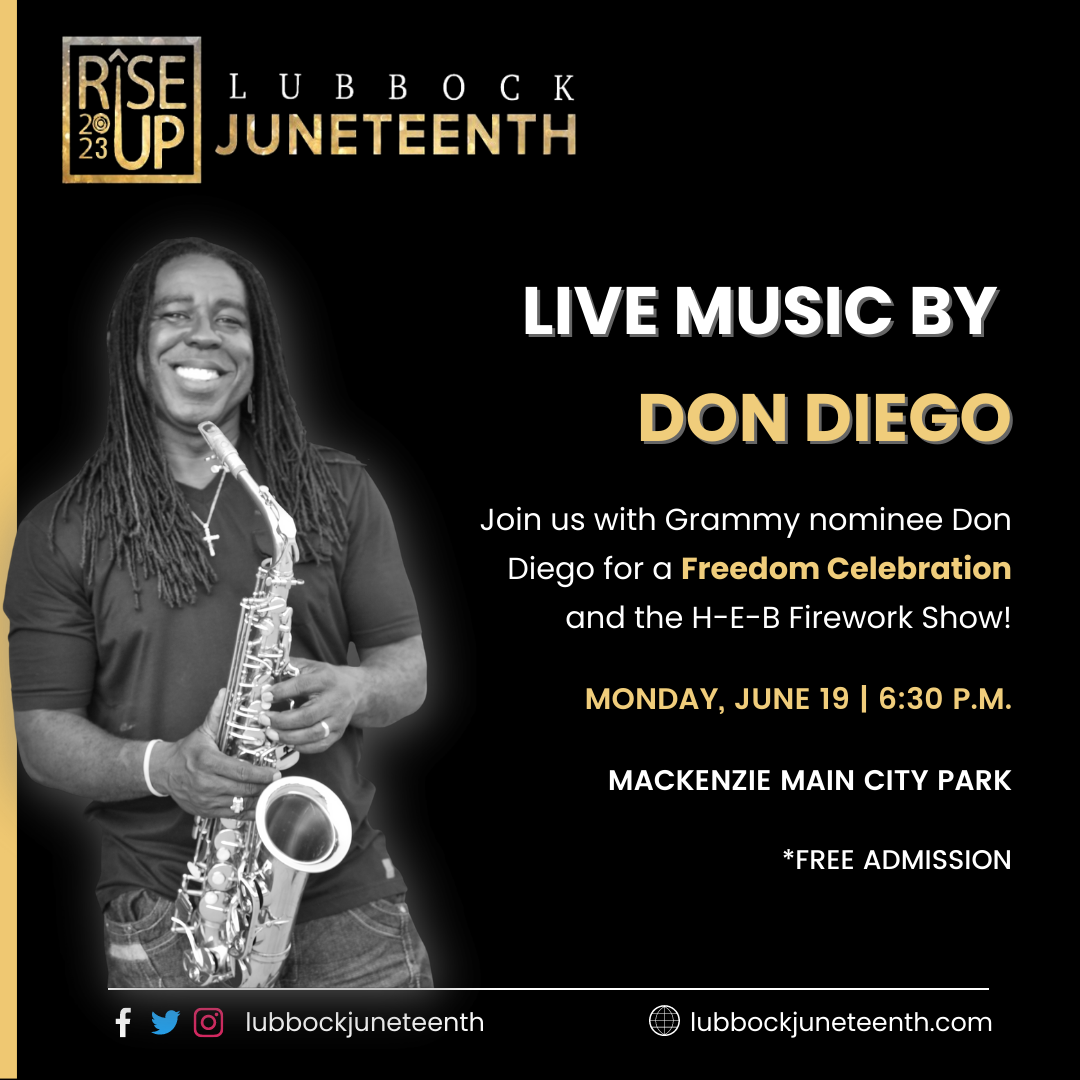 RISE
2023 UP
LUBBOCK
JUNETEENTH
LIVE MUSIC BY
DON DIEGO
Join us with Grammy nominee Don
Diego for a Freedom Celebration
and the H-E-B Firework Show!
MONDAY, JUNE 19 | 6:30 P.M.
MACKENZIE MAIN CITY PARK
*FREE ADMISSION
lubbockjuneteenth
lubbockjuneteenth.com